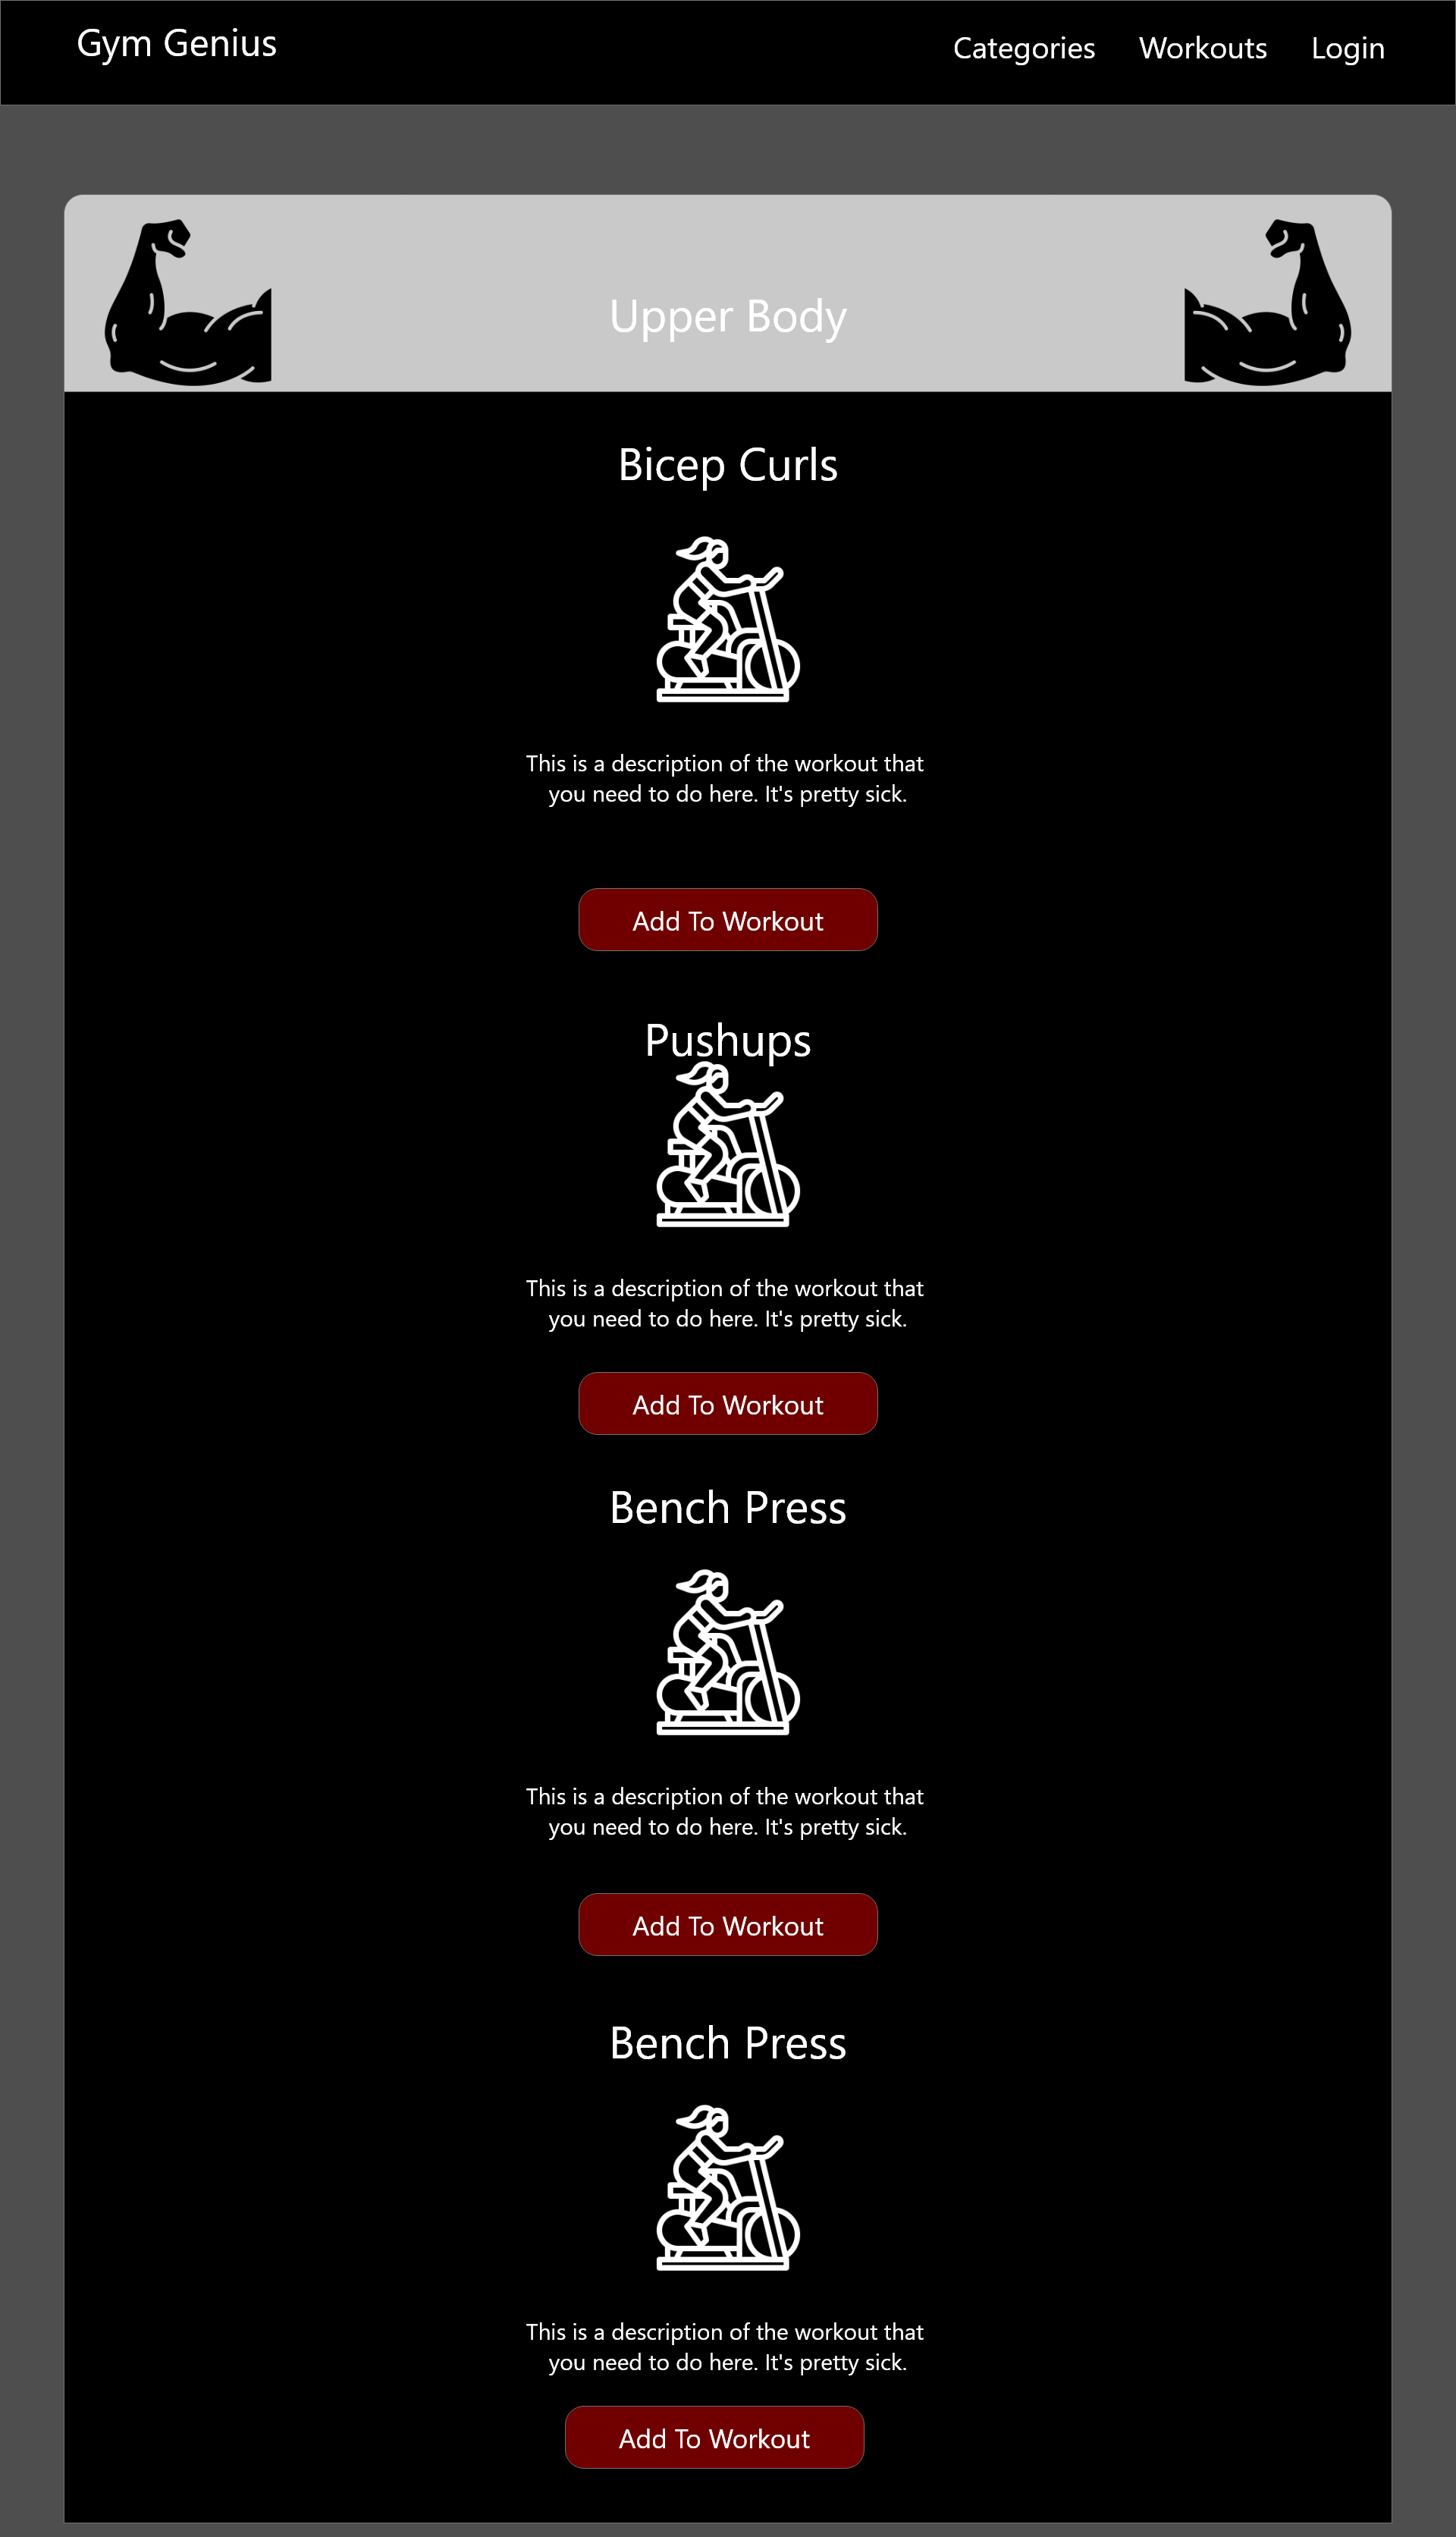 Gym Genius
Categories Workouts Login
Upper Body
Bicep Curls
This is a description of the workout that
you need to do here. It's pretty sick.
Add To Workout
Pushups
This is a description of the workout that
you need to do here. It's pretty sick.
Add To Workout
Bench Press
This is a description of the workout that
you need to do here. It's pretty sick.
Add To Workout
Bench Press
This is a description of the workout that
you need to do here. It's pretty sick.
Add To Workout